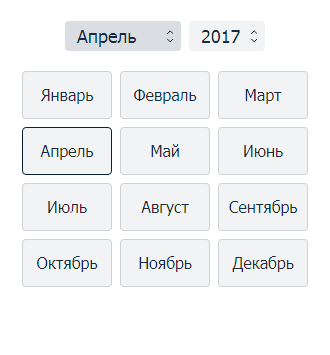 Апрель 2017
Январь Февраль Март
Апрель Май Июнь
Июль Август Сентябрь
Октябрь Ноябрь Декабрь